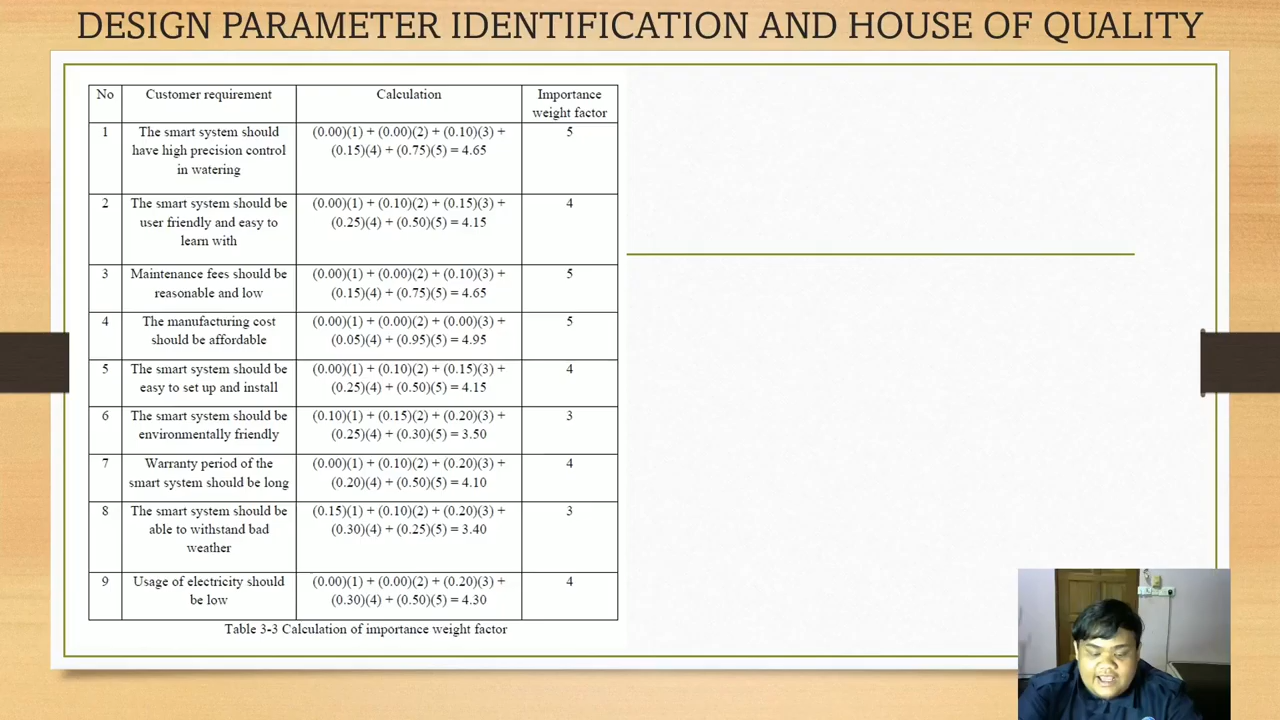 DESIGN PARAMETER IDENTIFICATION AND HOUSE OF QUALITY
No Customer requirement Calculation Importance
weight factor
1 The smart system should (0.00)(1) + (0.00)(2) + (0.10)(3) + 5
have high precision control (0.15)(4) + (0.75)(5) = 4.65
in watering
2 The smart system should be (0.00)(1) + (0.10)(2) + (0.15)(3) + 4
user friendly and easy to (0.25)(4) + (0.50)(5) = 4.15
learn with
3 Maintenance fees should be (0.00)(1) + (0.00)(2) + (0.10)(3) + 5
reasonable and low (0.15)(4) + (0.75)(5) = 4.65
4 The manufacturing cost (0.00)(1) + (0.00)(2) + (0.00)(3) + 5
should be affordable (0.05)(4) + (0.95)(5) = 4.95
5 The smart system should be (0.00)(1) + (0.10)(2) + (0.15)(3) + 4
easy to set up and install (0.25)(4) + (0.50)(5) = 4.15
6 The smart system should be (0.10)(1) + (0.15)(2) + (0.20)(3) + 3
environmentally friendly (0.25)(4) + (0.30)(5) = 3.50
7 Warranty period of the (0.00)(1) + (0.10)(2) + (0.20)(3) + 4
smart system should be long (0.20)(4) + (0.50)(5) = 4.10
8 The smart system should be (0.15)(1) + (0.10)(2) + (0.20)(3) + 3
able to withstand bad (0.30)(4) + (0.25)(5) = 3.40
weather
9 Usage of electricity should (0.00)(1) + (0.00)(2) + (0.20)(3) + 4
be low (0.30)(4) + (0.50)(5) = 4.30
Table 3-3 Calculation of importance weight factor